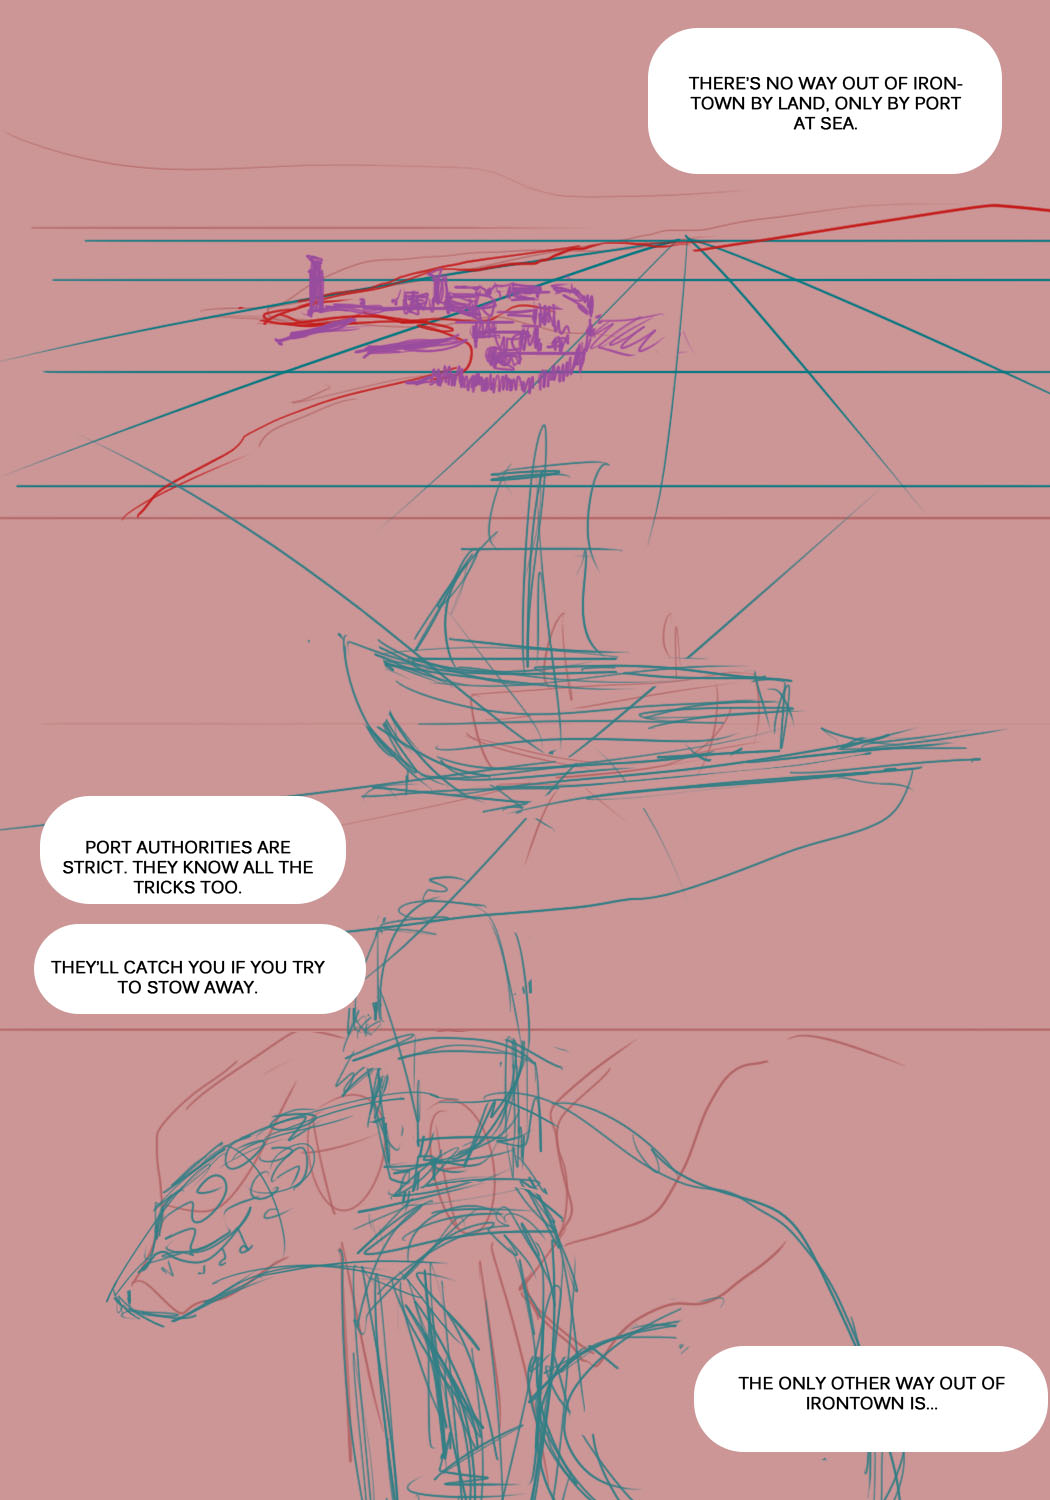 THERE'S NO WAY OUT OF IRON-
TOWN BY LAND, ONLY BY PORT
AT SEA.
PORT AUTHORITIES ARE
STRICT. THEY KNOW ALL THE
TRICKS TOO.
THEY'LL CATCH YOU IF YOU TRY
TO STOW AWAY.
THE ONLY OTHER WAY OUT OF
IRONTOWN IS...